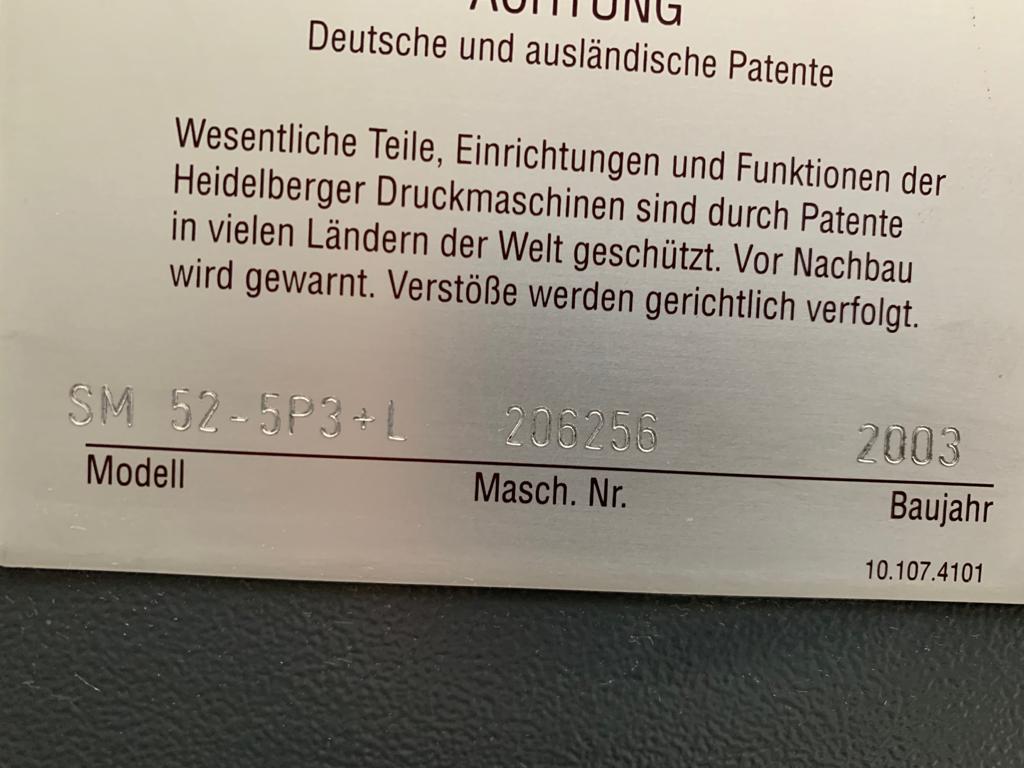 ACHTUNG
Deutsche und ausländische Patente
Wesentliche Teile, Einrichtungen und Funktionen der
Heidelberger Druckmaschinen sind durch Patente
in vielen Ländern der Welt geschützt. Vor Nachbau
wird gewarnt. Verstöße werden gerichtlich verfolgt.
SM 52-5P3+L 206256 2003
Modell Masch. Nr. Baujahr
10.107.4101